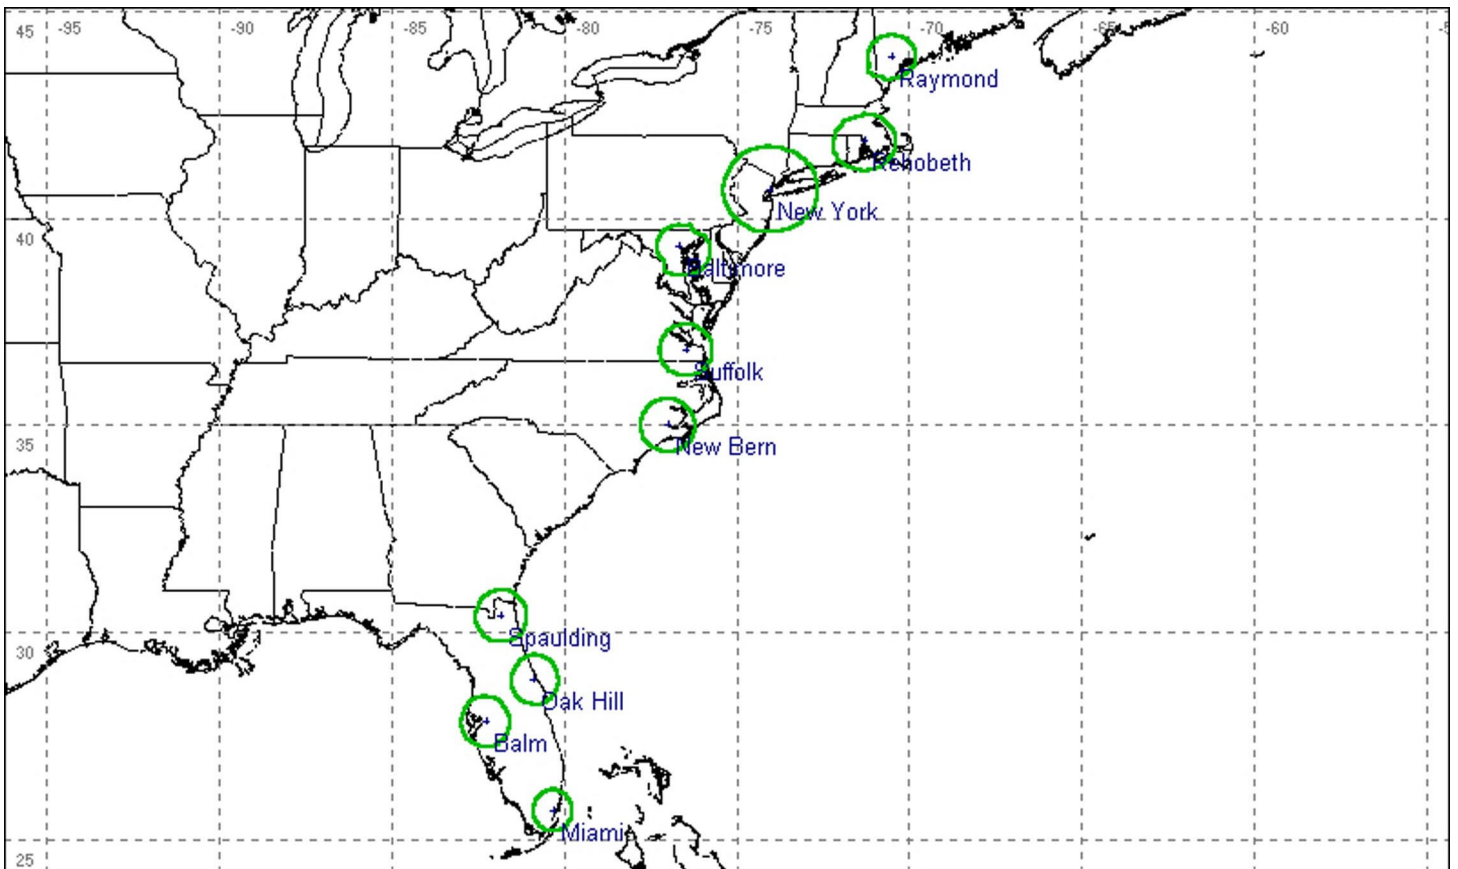 45 -95 -90 -85 -80 -75 -70 -65 -60
Raymond
Rehobeth
New York
40
Baltimore
Suffolk
35
New Bern
30
Spaulding
Oak Hill
Balm
Miami
25